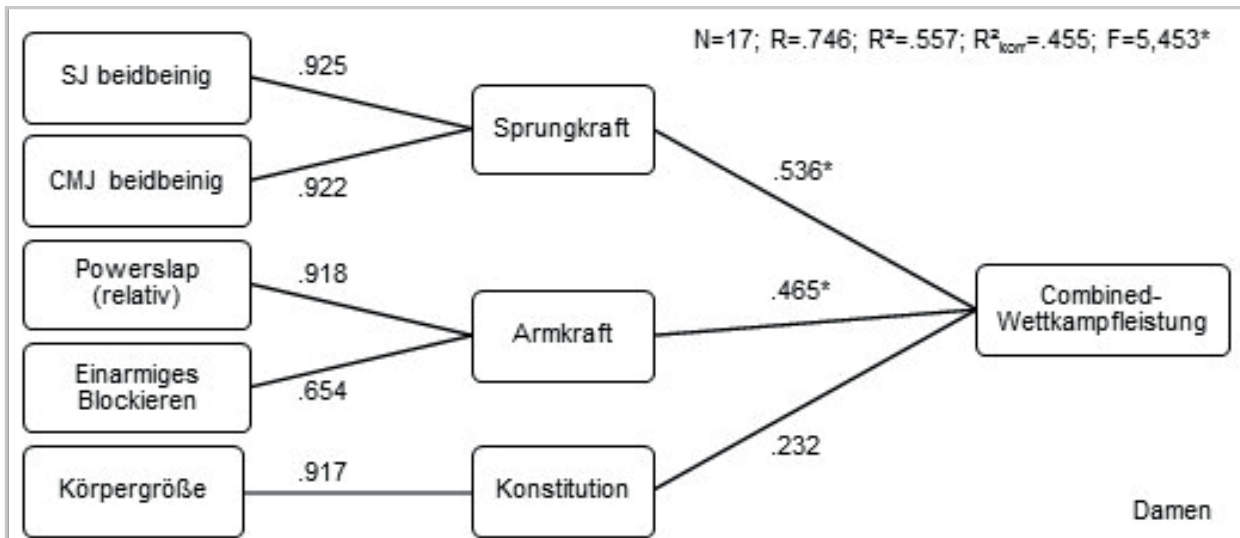 N=17; R=.746; R²=.557; R²korr=.455; F=5,453*
SJ beidbeinig
.925
Sprungkraft
CMJ beidbeinig
.922
.536*
Powerslap
(relativ)
.918
.465*
Combined-
Wettkampfleistung
Armkraft
Einarmiges
Blockieren
.654
.232
Körpergröße
.917
Konstitution
Damen